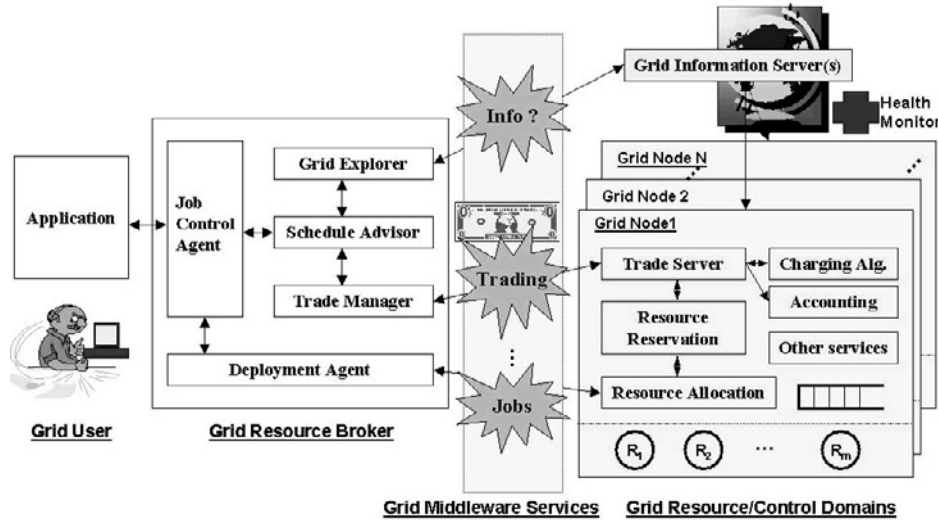 Grid Information Server(s)
Info ?
Health
Monitor
Grid Node N
Grid Node 2
Grid Node1
Application
Job
Control
Agent
Grid Explorer
Schedule Advisor
Trade Manager
Deployment Agent
Trading
...
Jobs
Trade Server
Charging Alg.
Accounting
Resource
Reservation
Other services
Resource Allocation
R1
R2
...
Rm
Grid User
Grid Resource Broker
Grid Middleware Services
Grid Resource/Control Domains